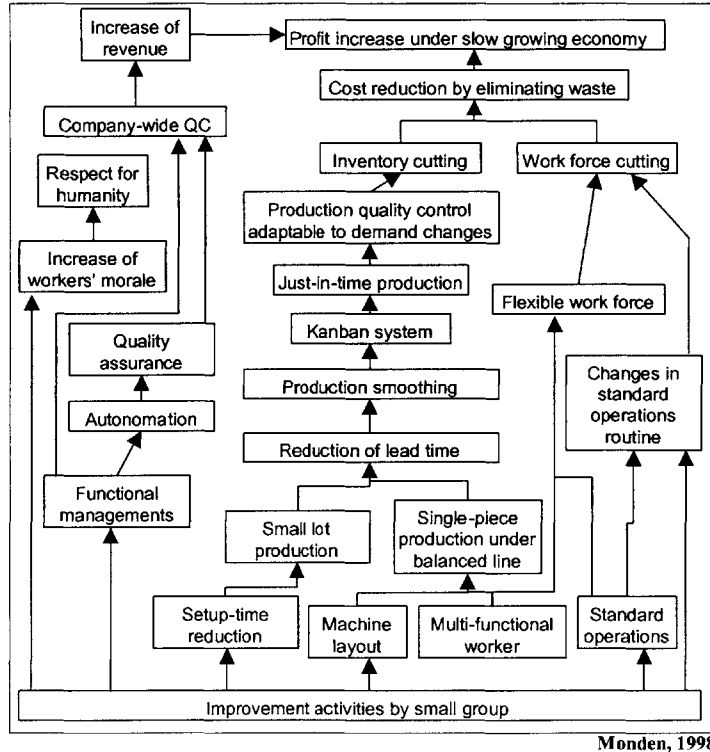 Increase of
revenue
Profit increase under slow growing economy
Cost reduction by eliminating waste
Company-wide QC
Inventory cutting
Work force cutting
Respect for
humanity
Production quality control
adaptable to demand changes
Increase of
workers' morale
Just-in-time production
Flexible work force
Kanban system
Quality
assurance
Changes in
standard
operations
routine
Production smoothing
Autonomation
Reduction of lead time
Functional
managements
Small lot
production
Single-piece
production under
balanced line
Setup-time
reduction
Machine
layout
Multi-functional
worker
Standard
operations
Improvement activities by small group
Monden, 1998